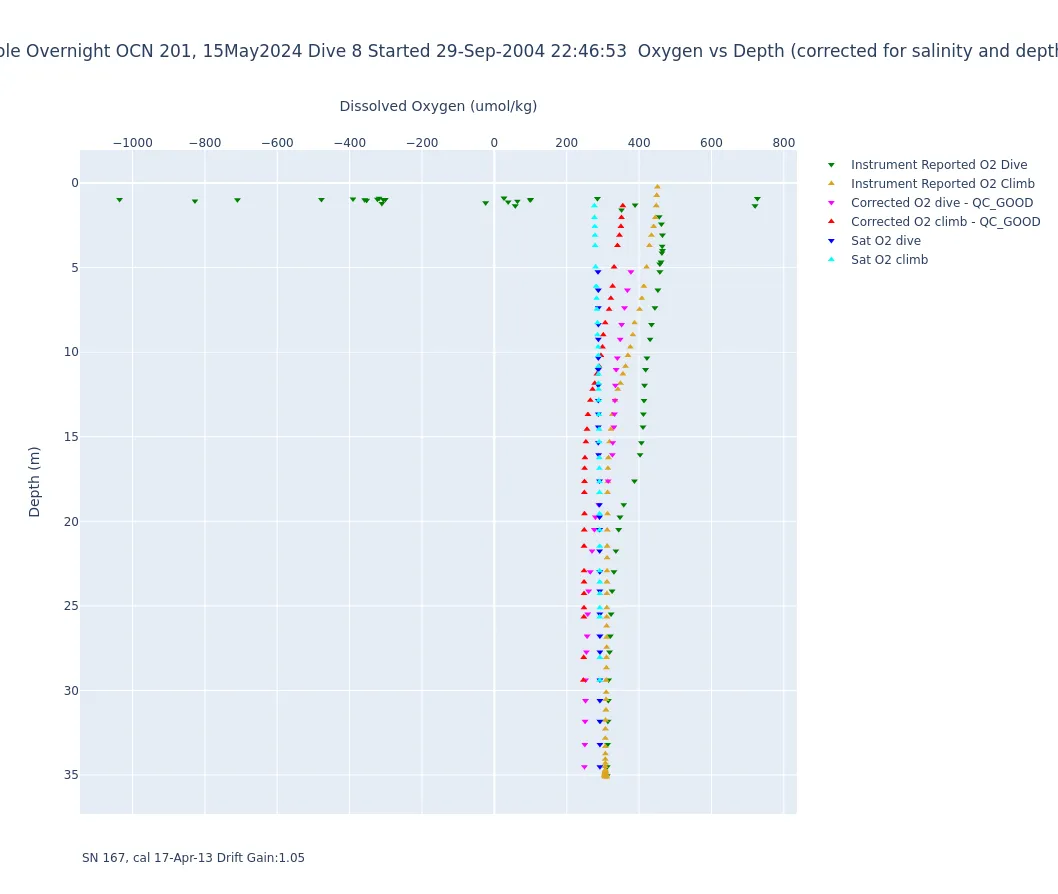 Overnight OCN 201, 15May2024 Dive 8 Started 29-Sep-2004 22:46:53  Oxygen vs Depth (corrected for salinity and
Dissolved Oxygen (umol/kg)
−1000 −800 −600 −400 −200 0 200 400 600 800
Instrument Reported O2 Dive
Instrument Reported O2 Climb
Corrected O2 dive - QC_GOOD
Corrected O2 climb - QC_GOOD
Sat O2 dive
Sat O2 climb
0
5
10
15
20
25
30
35
Depth (m)
SN 167, cal 17-Apr-13 Drift Gain:1.05